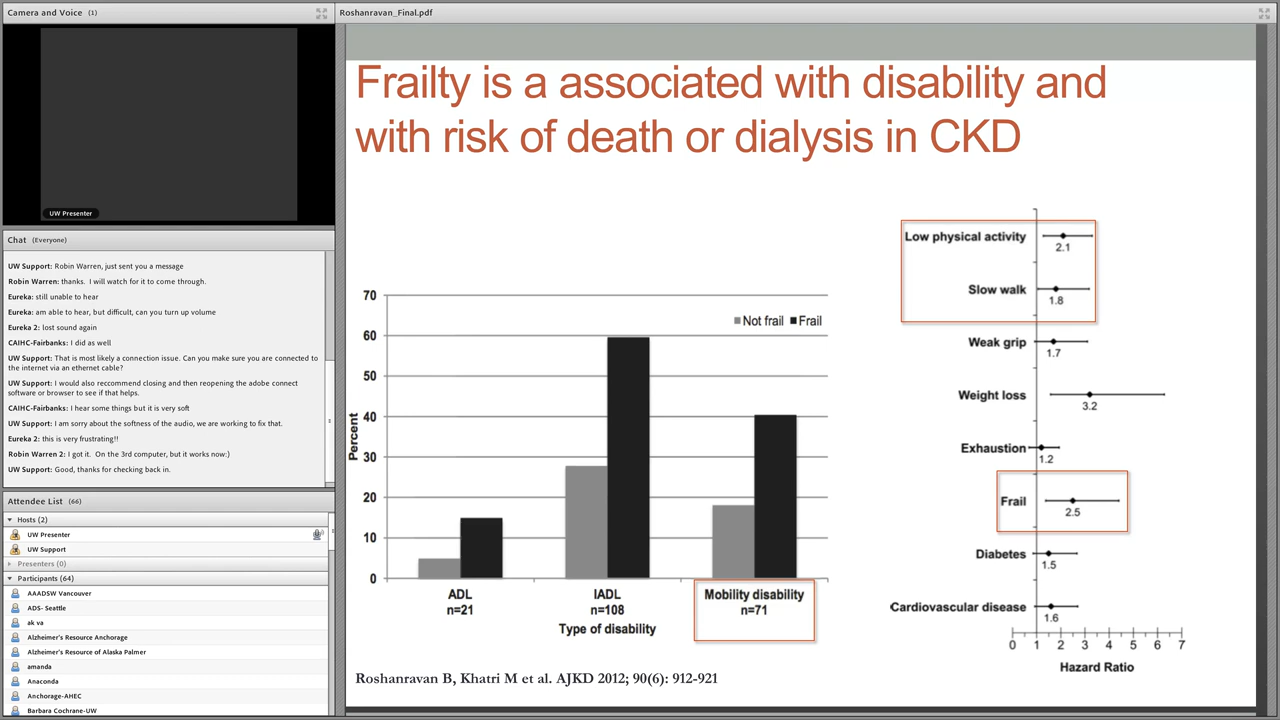 Camera and Voice (1)
UW Presenter
Chat (Everyone)
UW Support: Robin Warren, just sent you a message
Robin Warren: thanks. I will watch for it to come through.
Eureka: still unable to hear
Eureka: am able to hear, but difficult, can you turn up volume
Eureka 2: lost sound again
CAIHC-Fairbanks: I did as well
UW Support: That is most likely a connection issue. Can you make sure you are connected to
the internet via an ethernet cable?
UW Support: I would also reccommend closing and then reopening the adobe connect
software or browser to see if that helps.
CAIHC-Fairbanks: I hear some things but it is very soft
UW Support: I am sorry about the softness of the audio, we are working to fix that.
Eureka 2: this is very frustrating!!
Robin Warren 2: I got it. On the 3rd computer, but it works now:)
UW Support: Good, thanks for checking back in.
Attendee List (66)
Hosts (2)
UW Presenter
UW Support
Presenters (0)
Participants (64)
AAADSW Vancouver
ADS- Seattle
ak va
Alzheimer's Resource Anchorage
Alzheimer's Resource of Alaska Palmer
amanda
Anaconda
Anchorage-AHEC
Barbara Cochrane-UW
Roshanravan_Final.pdf
Frailty is a associated with disability and
with risk of death or dialysis in CKD
70
60
50
40
30
20
10
0
Percent
Not frail Frail
ADL
n=21
IADL
n=108
Mobility disability
n=71
Type of disability
Low physical activity
2.1
Slow walk
1.8
Weak grip
1.7
Weight loss
3.2
Exhaustion
1.2
Frail
2.5
Diabetes
1.5
Cardiovascular disease
1.6
0 1 2 3 4 5 6 7
Hazard Ratio
Roshanravan B, Khatri M et al. AJKD 2012; 90(6): 912-921